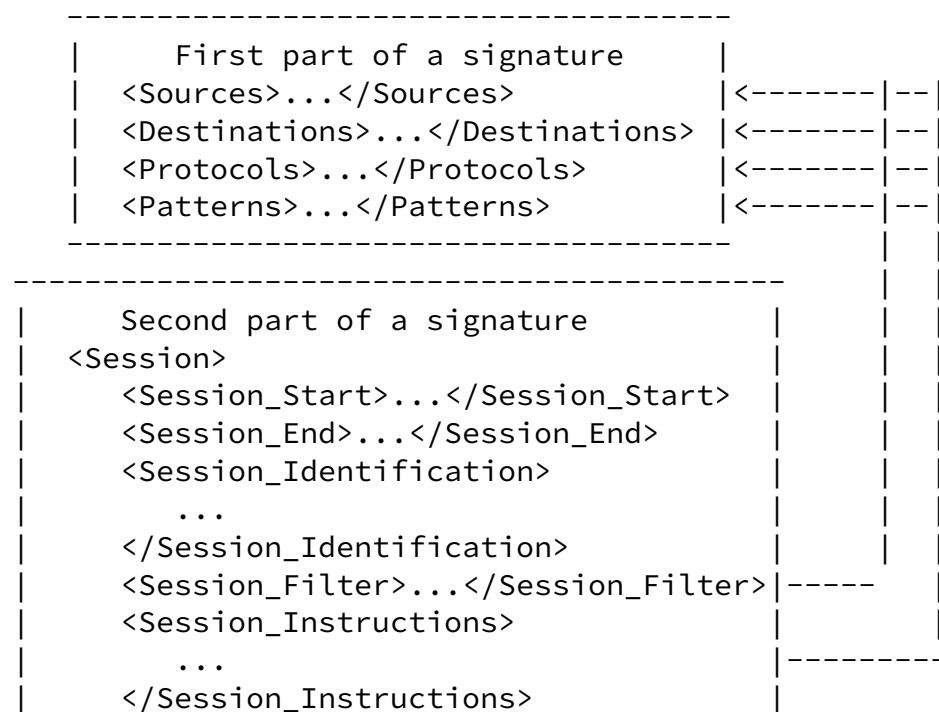 First part of a signature
<Sources>...</Sources>
<Destinations>...</Destinations>
<Protocols>...</Protocols>
<Patterns>...</Patterns>
Second part of a signature
<Session>
<Session_Start>...</Session_Start>
<Session_End>...</Session_End>
<Session_Identification>
...
</Session_Identification>
<Session_Filter>...</Session_Filter>
<Session_Instructions>
...
</Session_Instructions>